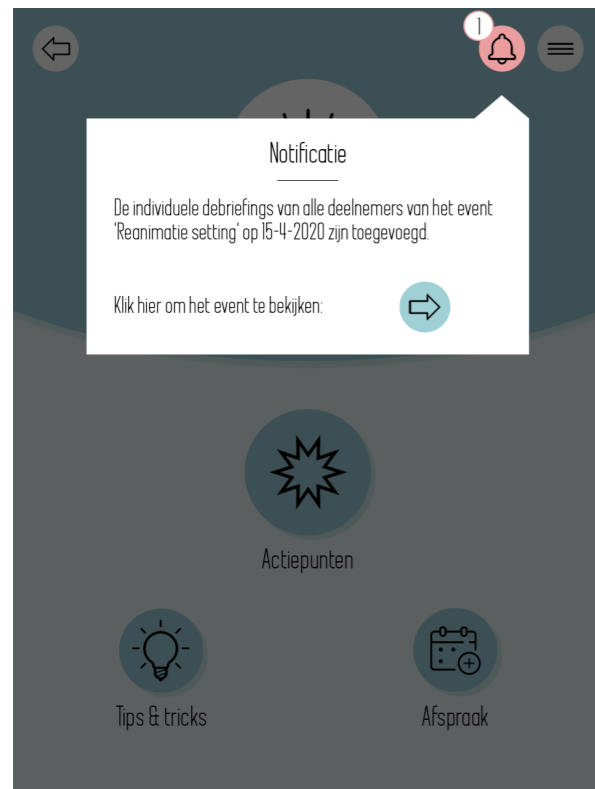 1
Notificatie
De individuele debriefings van alle deelnemers van het event
'Reanimatie setting' op 15-4-2020 zijn toegevoegd.
Klik hier om het event te bekijken:
Actiepunten
Tips & tricks
Afspraak